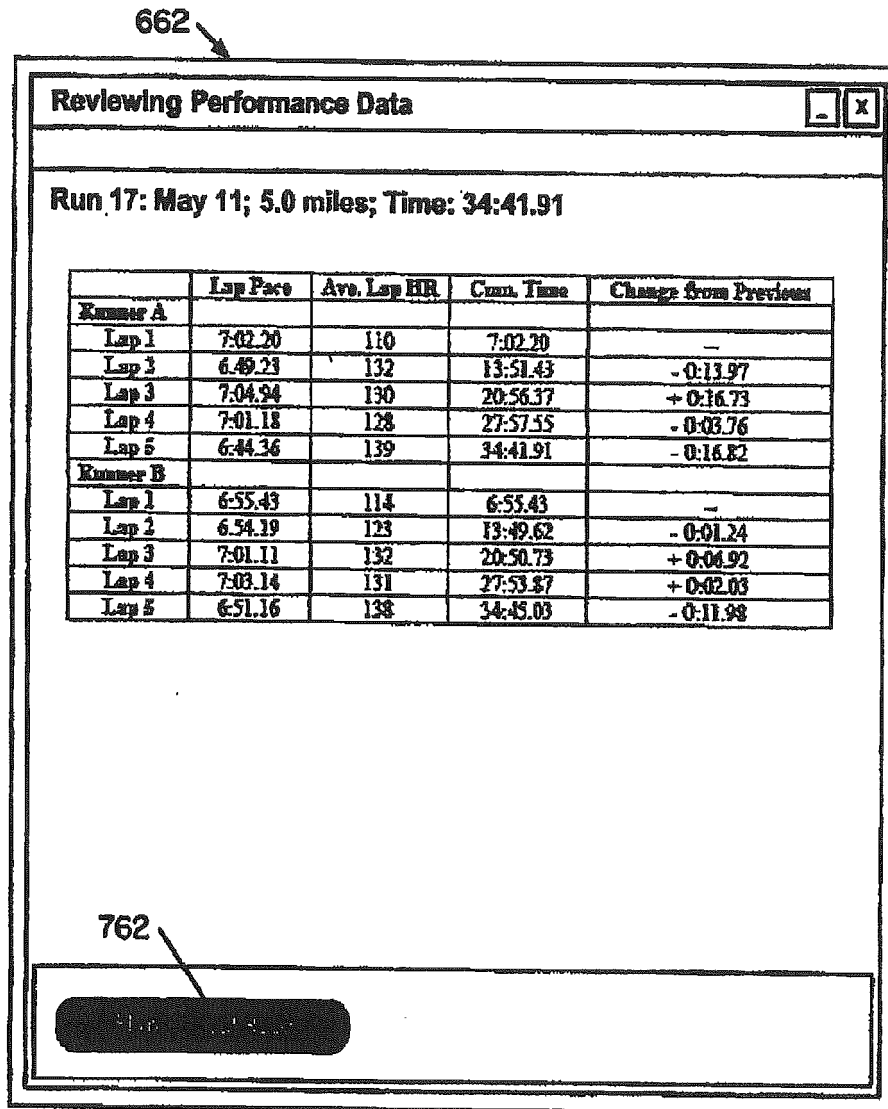 662
Reviewing Performance Data _ X
Run 17: May 11; 5.0 miles; Time: 34:41.91
Lap Pace Ave. Lap HR Cum. Time Change from Previous
Runner A
Lap 1 7:02.20 110 7:02.20 –
Lap 2 6.49.23 132 13:51.43 - 0:13.97
Lap 3 7:04.94 130 20:56.37 + 0:16.73
Lap 4 7:01.18 128 27:57.55 - 0:03.76
Lap 5 6:44.36 139 34:41.91 - 0:16.82
Runner B
Lap 1 6:55.43 114 6:55.43 –
Lap 2 6.54.19 123 13:49.62 - 0:01.24
Lap 3 7:01.11 132 20:50.73 + 0:06.92
Lap 4 7:03.14 131 27:53.87 + 0:02.03
Lap 5 6:51.16 138 34:45.03 - 0:11.98
762